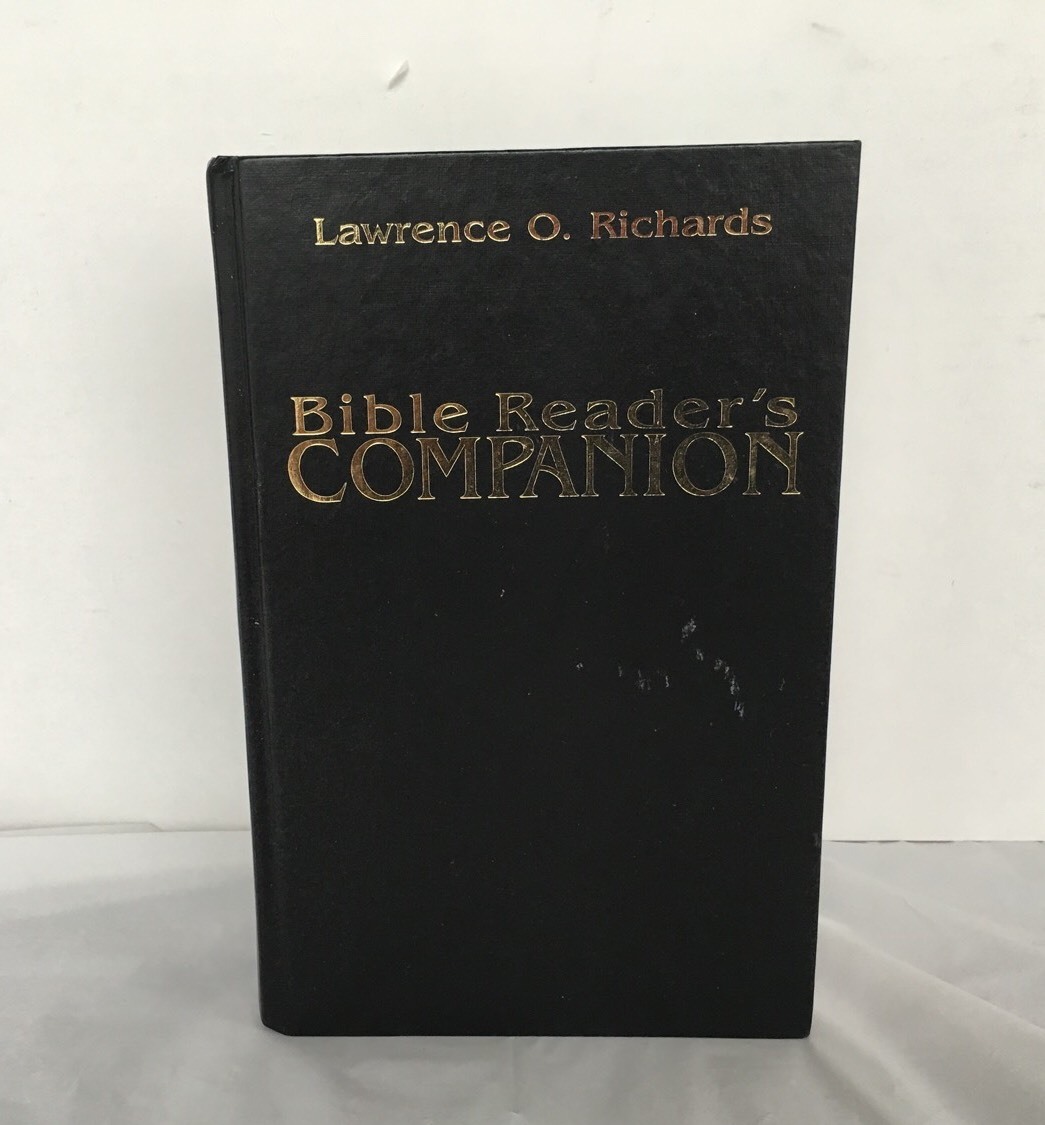 Lawrence O. Richards
Bible Reader's
COMPANION